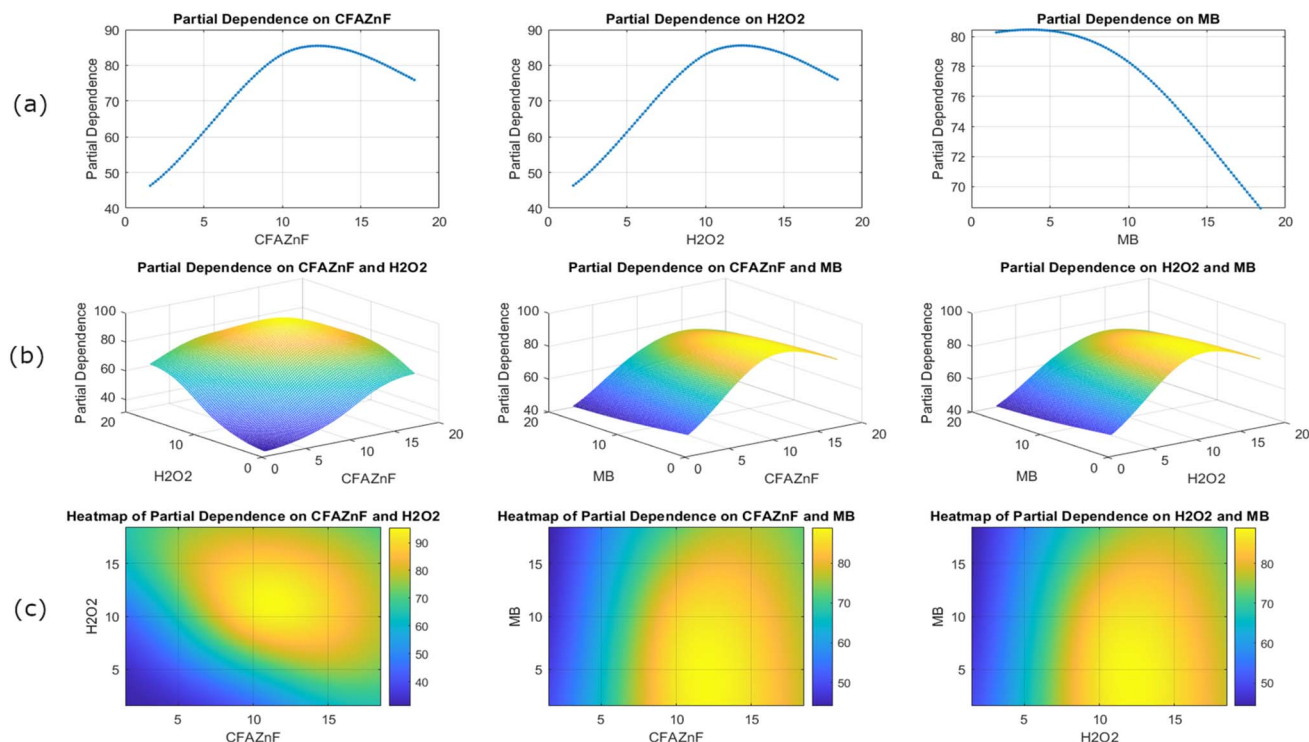 Partial Dependence on CFAZnF
Partial Dependence on H2O2
Partial Dependence on MB
(a)
Partial Dependence
90
80
70
60
50
40
0 5 10 15 20
CFAZnF
Partial Dependence
90
80
70
60
50
40
0 5 10 15 20
H2O2
Partial Dependence
80
78
76
74
72
70
0 5 10 15 20
MB
Partial Dependence on CFAZnF and H2O2
Partial Dependence on CFAZnF and MB
Partial Dependence on H2O2 and MB
(b)
Partial Dependence
100
80
60
40
20
10
0
H2O2
0 5 10 15 20
CFAZnF
Partial Dependence
100
80
60
40
20
10
0
MB
0 5 10 15 20
CFAZnF
Partial Dependence
100
80
60
40
20
10
0
MB
0 5 10 15 20
H2O2
Heatmap of Partial Dependence on CFAZnF and H2O2
Heatmap of Partial Dependence on CFAZnF and MB
Heatmap of Partial Dependence on H2O2 and MB
(c)
H2O2
15
10
5
5 10 15
CFAZnF
90
80
70
60
50
40
MB
15
10
5
5 10 15
CFAZnF
80
70
60
50
MB
15
10
5
5 10 15
H2O2
80
70
60
50